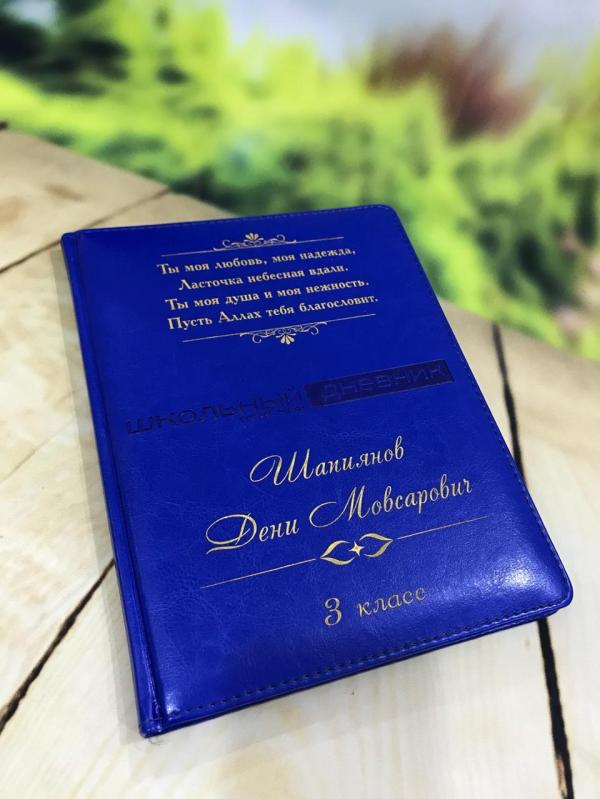 Ты моя любовь, моя надежда,
Ласточка небесная вдали.
Ты моя душа и моя нежность.
Пусть Аллах тебя благословит.
школьный дневник
Шапиянов
Дени Мовсарович
3 класс